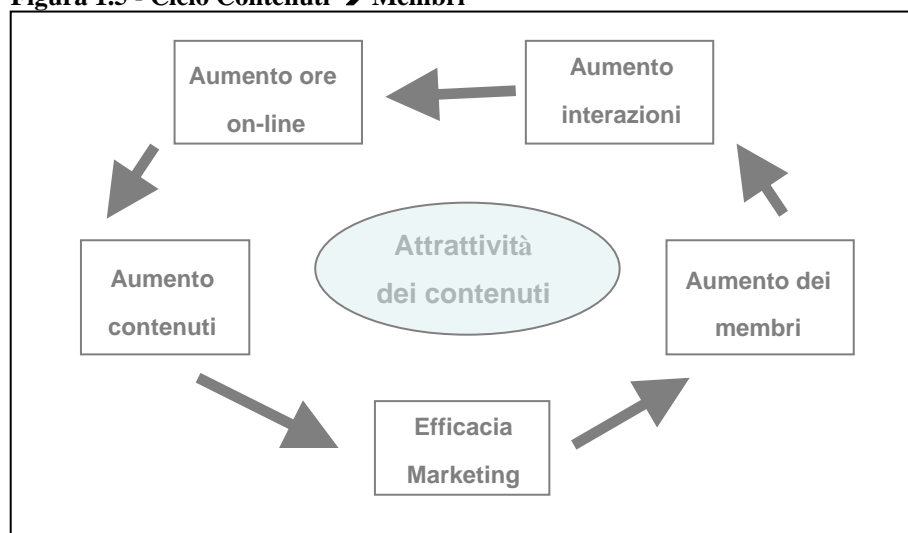 Figura 1.5 - Ciclo Contenuti → Membri
Aumento ore
on-line
Aumento
interazioni
Attrattività
dei contenuti
Aumento
contenuti
Aumento dei
membri
Efficacia
Marketing